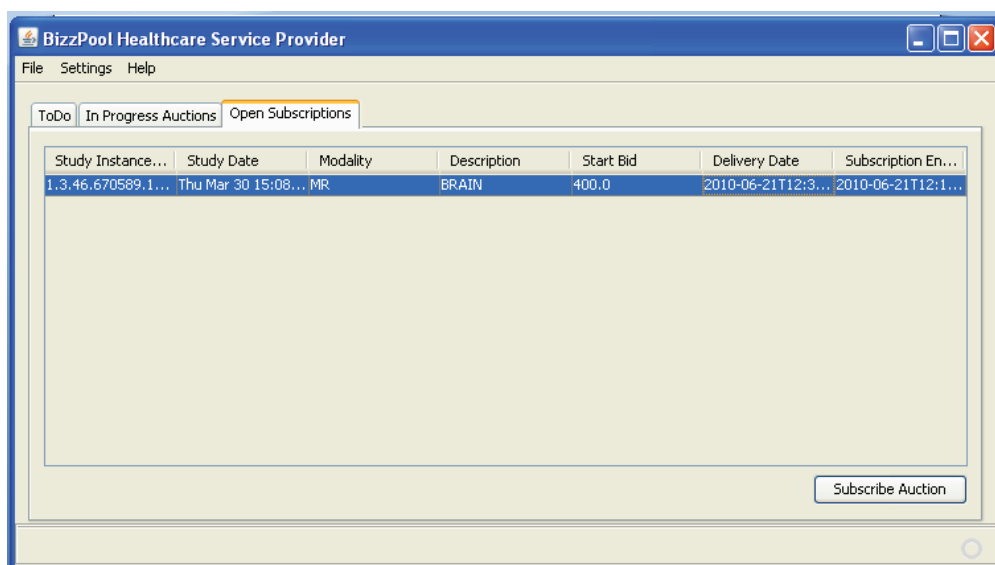 BizzPool Healthcare Service Provider
File Settings Help
ToDo In Progress Auctions Open Subscriptions
Study Instance... Study Date Modality Description Start Bid Delivery Date Subscription En...
1.3.46.670589.1... Thu Mar 30 15:08... MR BRAIN 400.0 2010-06-21T12:3... 2010-06-21T12:1...
Subscribe Auction